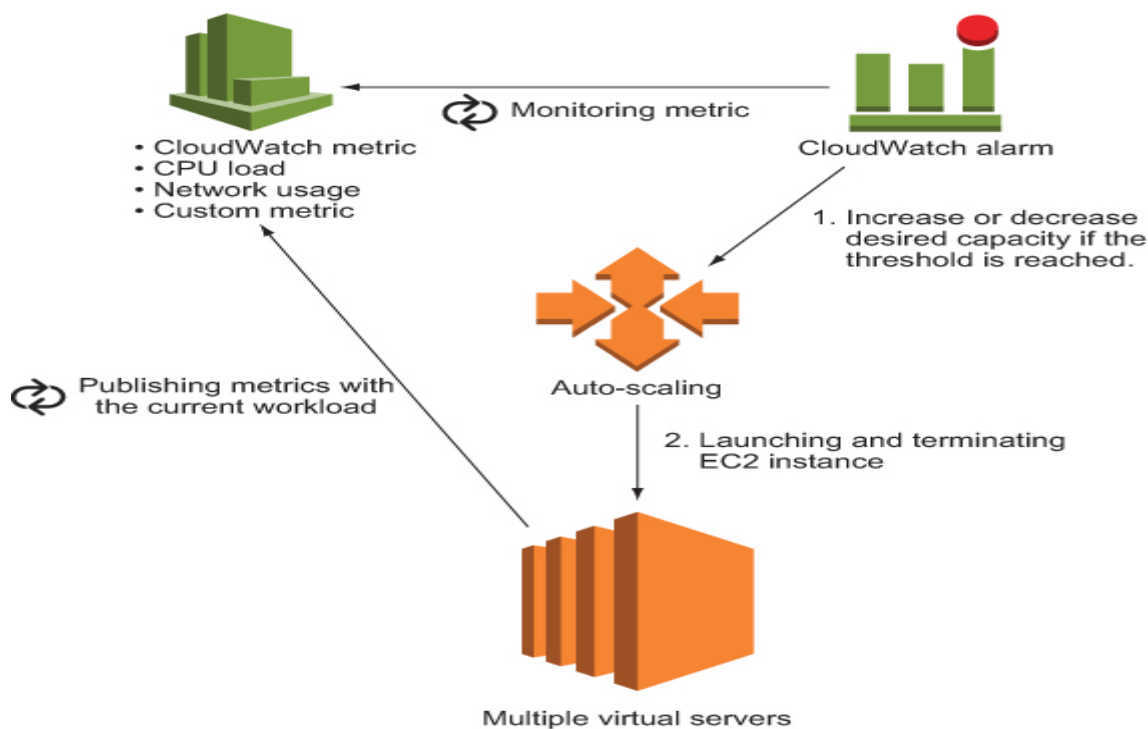 Monitoring metric
• CloudWatch metric
• CPU load
• Network usage
• Custom metric
CloudWatch alarm
1. Increase or decrease
desired capacity if the
threshold is reached.
Auto-scaling
Publishing metrics with
the current workload
2. Launching and terminating
EC2 instance
Multiple virtual servers